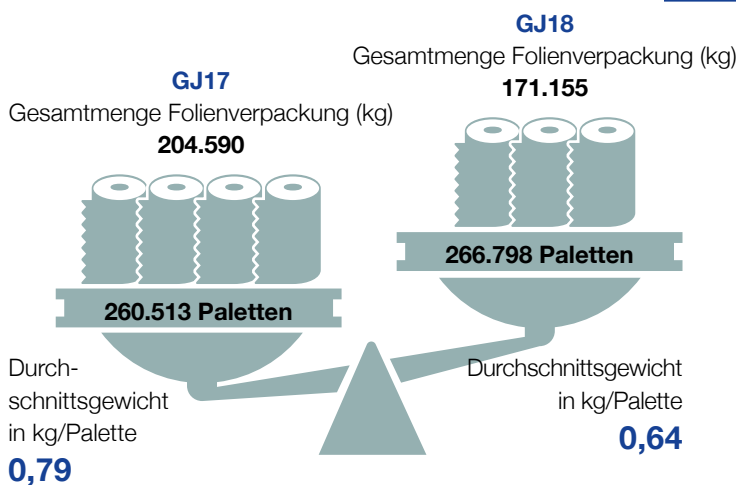 GJ17
Gesamtmenge Folienverpackung (kg)
204.590
260.513 Paletten
Durch-
schnittsgewicht
in kg/Palette
0,79
GJ18
Gesamtmenge Folienverpackung (kg)
171.155
266.798 Paletten
Durchschnittsgewicht
in kg/Palette
0,64